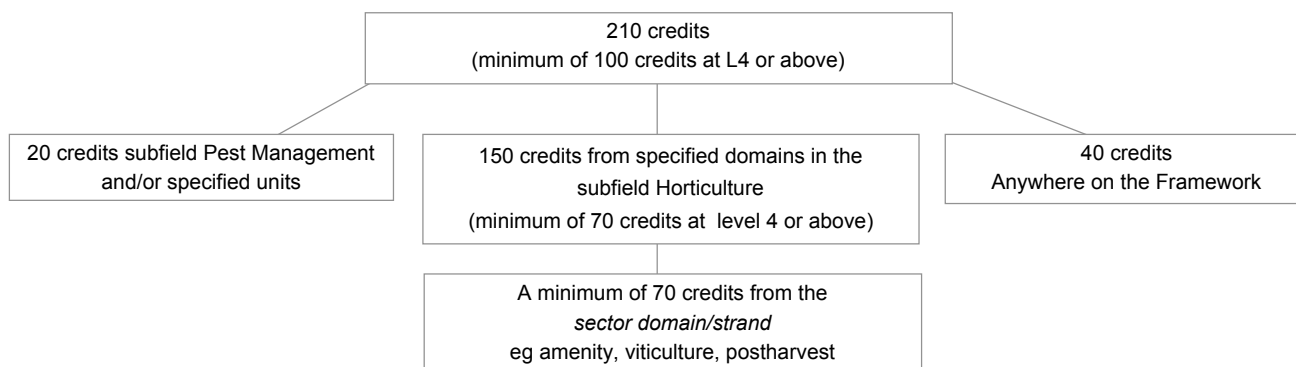 210 credits
(minimum of 100 credits at L4 or above)
20 credits subfield Pest Management
and/or specified units
150 credits from specified domains in the
subfield Horticulture
(minimum of 70 credits at level 4 or above)
40 credits
Anywhere on the Framework
A minimum of 70 credits from the
sector domain/strand
eg amenity, viticulture, postharvest